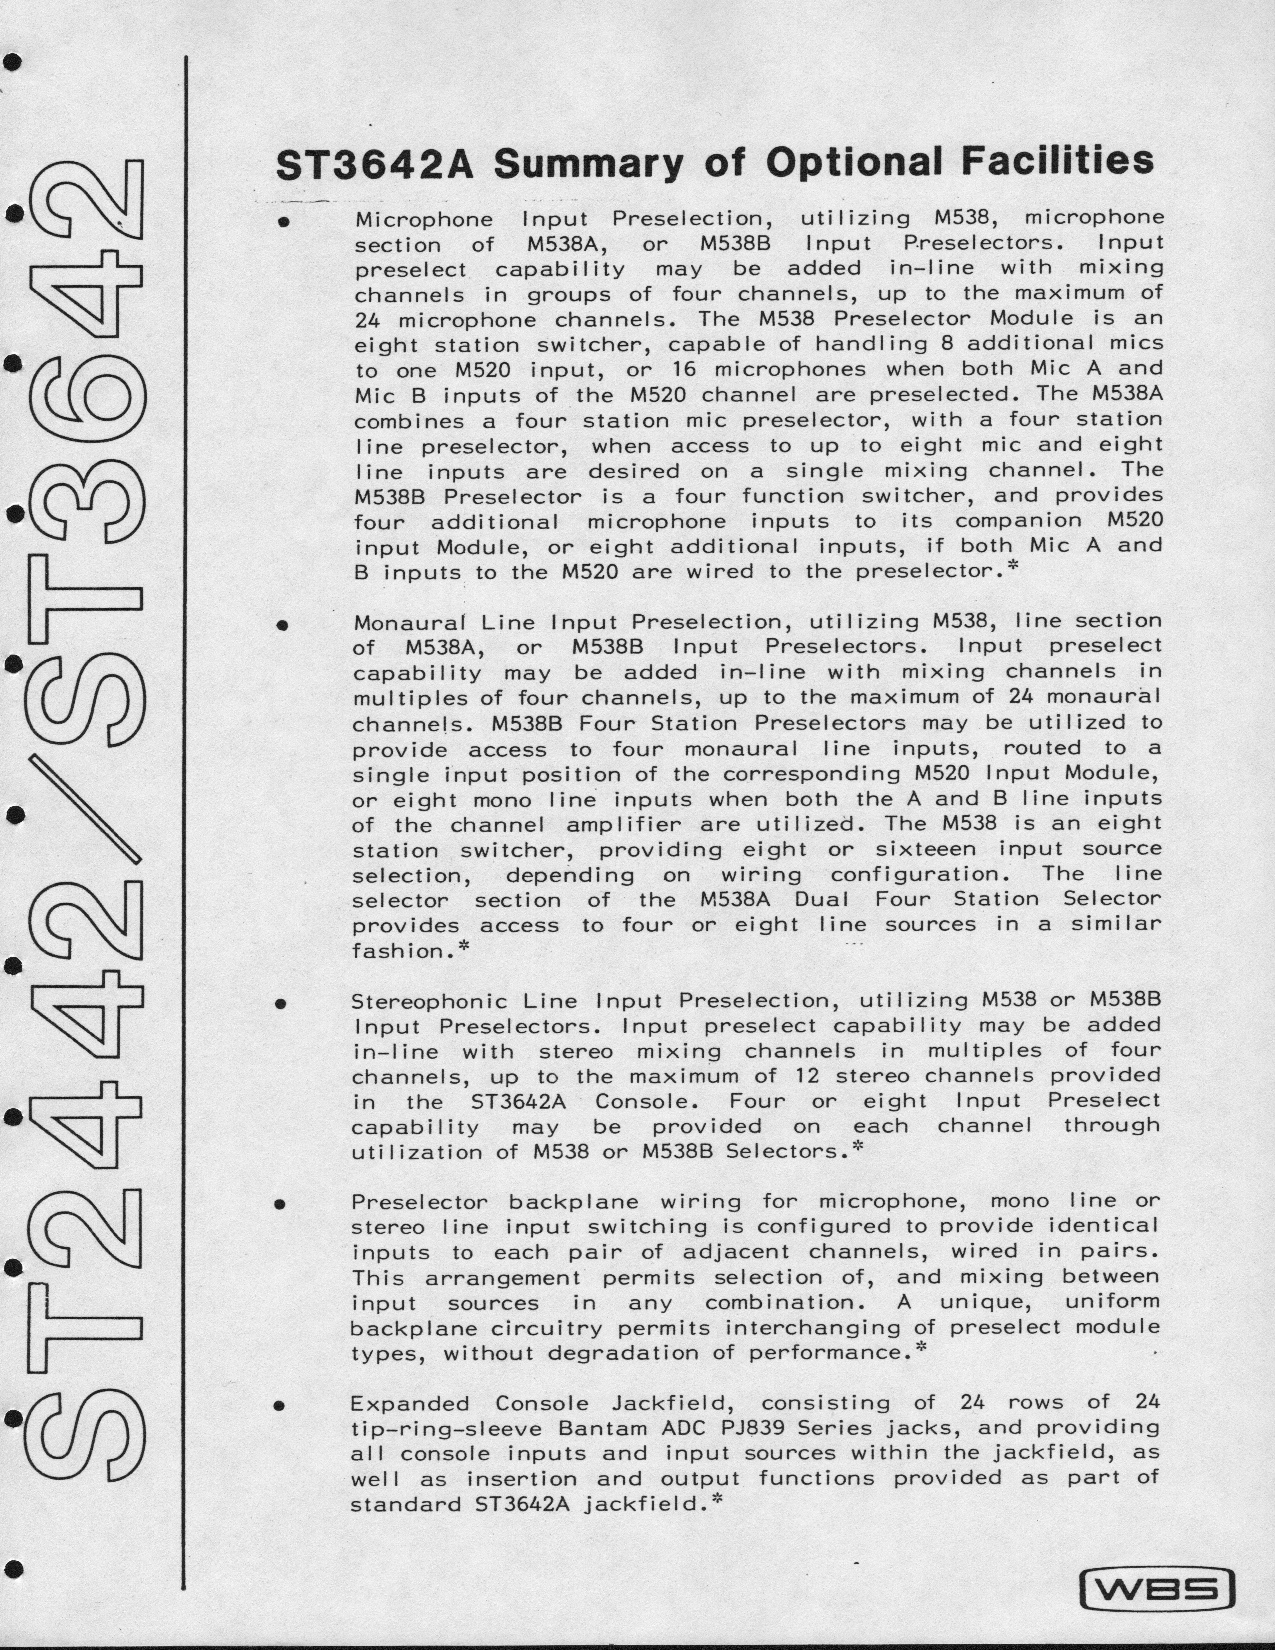 ST2442/ST3642
ST3642A Summary of Optional Facilities
● Microphone Input Preselection, utilizing M538, microphone
section of M538A, or M538B Input Preselectors. Input
preselect capability may be added in-line with mixing
channels in groups of four channels, up to the maximum of
24 microphone channels. The M538 Preselector Module is an
eight station switcher, capable of handling 8 additional mics
to one M520 input, or 16 microphones when both Mic A and
Mic B inputs of the M520 channel are preselected. The M538A
combines a four station mic preselector, with a four station
line preselector, when access to up to eight mic and eight
line inputs are desired on a single mixing channel. The
M538B Preselector is a four function switcher, and provides
four additional microphone inputs to its companion M520
input Module, or eight additional inputs, if both Mic A and
B inputs to the M520 are wired to the preselector.*
● Monaural Line Input Preselection, utilizing M538, line section
of M538A, or M538B Input Preselectors. Input preselect
capability may be added in-line with mixing channels in
multiples of four channels, up to the maximum of 24 monaural
channels. M538B Four Station Preselectors may be utilized to
provide access to four monaural line inputs, routed to a
single input position of the corresponding M520 Input Module,
or eight mono line inputs when both the A and B line inputs
of the channel amplifier are utilized. The M538 is an eight
station switcher, providing eight or sixteeen input source
selection, depending on wiring configuration. The line
selector section of the M538A Dual Four Station Selector
provides access to four or eight line sources in a similar
fashion.*
● Stereophonic Line Input Preselection, utilizing M538 or M538B
Input Preselectors. Input preselect capability may be added
in-line with stereo mixing channels in multiples of four
channels, up to the maximum of 12 stereo channels provided
in the ST3642A Console. Four or eight Input Preselect
capability may be provided on each channel through
utilization of M538 or M538B Selectors.*
● Preselector backplane wiring for microphone, mono line or
stereo line input switching is configured to provide identical
inputs to each pair of adjacent channels, wired in pairs.
This arrangement permits selection of, and mixing between
input sources in any combination. A unique, uniform
backplane circuitry permits interchanging of preselect module
types, without degradation of performance.*
● Expanded Console Jackfield, consisting of 24 rows of 24
tip-ring-sleeve Bantam ADC PJ839 Series jacks, and providing
all console inputs and input sources within the jackfield, as
well as insertion and output functions provided as part of
standard ST3642A jackfield.*
WBS